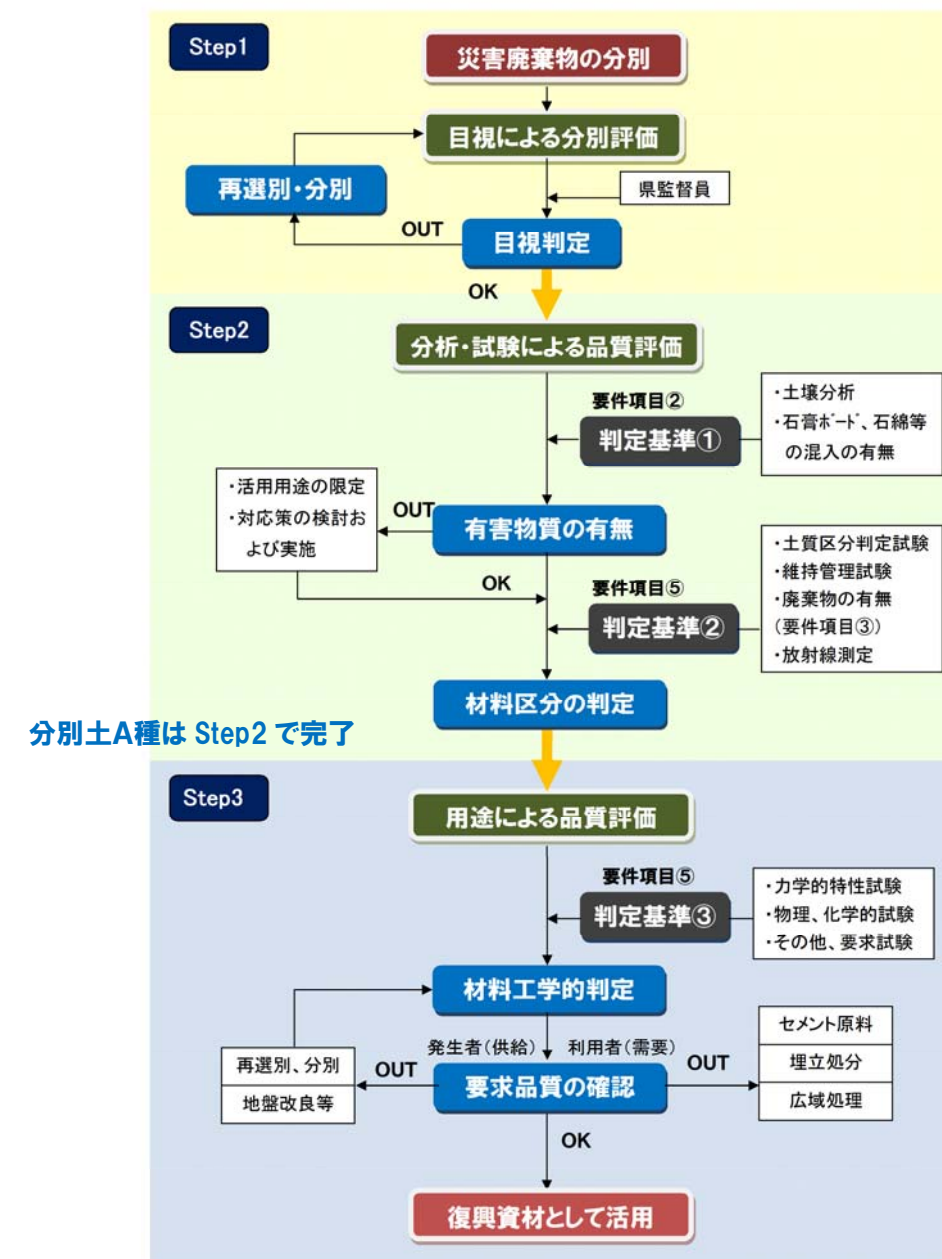 Step1
災害廃棄物の分別
目視による分別評価
再選別・分別
県監督員
OUT
目視判定
OK
Step2
分析・試験による品質評価
要件項目②
判定基準①
・土壌分析
・石膏ボード、石綿等
の混入の有無
・活用用途の限定
・対応策の検討お
よび実施
OUT
有害物質の有無
OK
要件項目⑤
判定基準②
・土質区分判定試験
・維持管理試験
・廃棄物の有無
(要件項目③)
・放射線測定
材料区分の判定
分別土A種は Step2 で完了
Step3
用途による品質評価
要件項目⑤
判定基準③
・力学的特性試験
・物理、化学的試験
・その他、要求試験
材料工学的判定
発生者(供給) 利用者(需要)
再選別、分別
地盤改良等
OUT
要求品質の確認
OUT
セメント原料
埋立処分
広域処理
OK
復興資材として活用